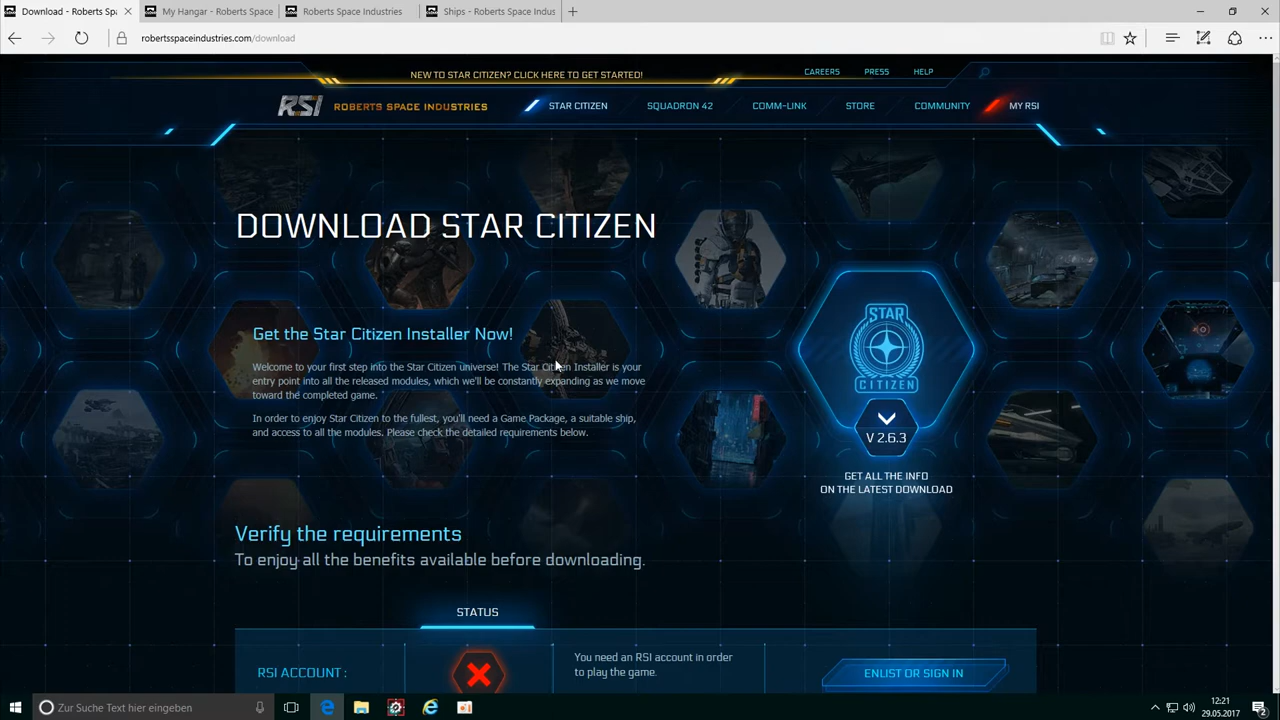 Download - Roberts Spa
My Hangar - Roberts Space
Roberts Space Industries
Ships - Roberts Space Indus
robertsspaceindustries.com/download
NEW TO STAR CITIZEN? CLICK HERE TO GET STARTED!
CAREERS PRESS HELP
RSI ROBERTS SPACE INDUSTRIES
STAR CITIZEN SQUADRON 42 COMM-LINK STORE COMMUNITY MY RSI
DOWNLOAD STAR CITIZEN
Get the Star Citizen Installer Now!
Welcome to your first step into the Star Citizen universe! The Star Citizen Installer is your
entry point into all the released modules, which we'll be constantly expanding as we move
toward the completed game.
In order to enjoy Star Citizen to the fullest, you'll need a Game Package, a suitable ship,
and access to all the modules. Please check the detailed requirements below.
STAR
CITIZEN
V 2.6.3
GET ALL THE INFO
ON THE LATEST DOWNLOAD
Verify the requirements
To enjoy all the benefits available before downloading.
STATUS
RSI ACCOUNT :
You need an RSI account in order
to play the game.
ENLIST OR SIGN IN
Zur Suche Text hier eingeben
12:21
29.05.2017
2